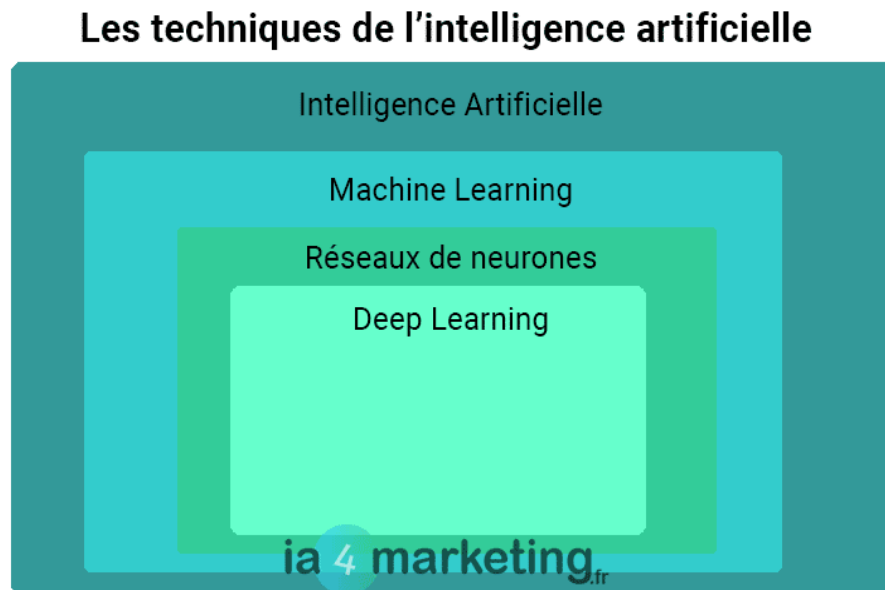 Les techniques de l'intelligence artificielle
Intelligence Artificielle
Machine Learning
Réseaux de neurones
Deep Learning
ia 4 marketing.fr